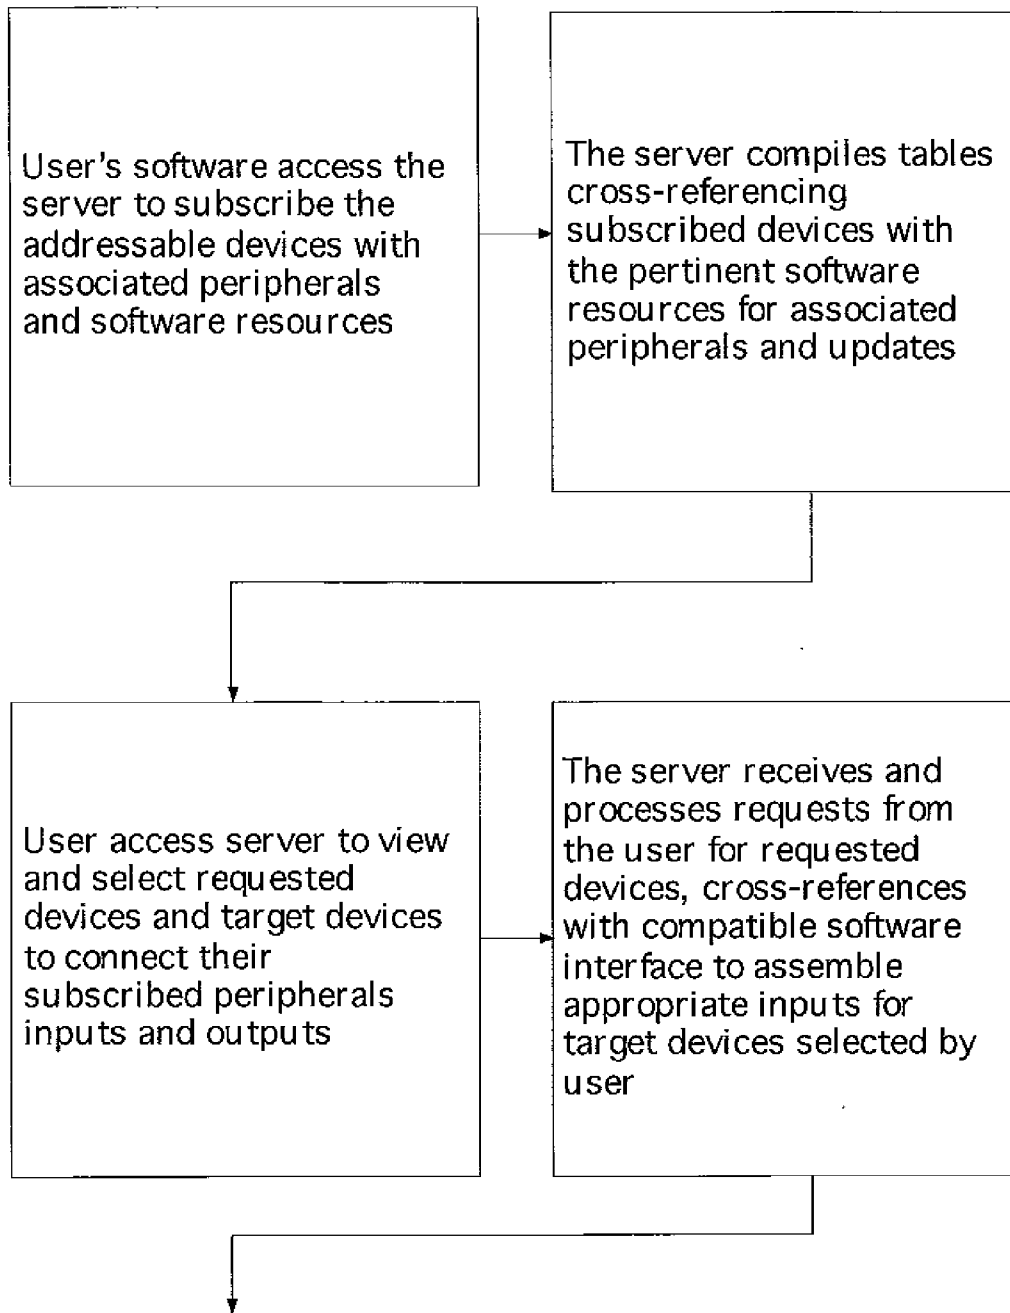 User's software access the
server to subscribe the
addressable devices with
associated peripherals
and software resources
The server compiles tables
cross-referencing
subscribed devices with
the pertinent software
resources for associated
peripherals and updates
User access server to view
and select requested
devices and target devices
to connect their
subscribed peripherals
inputs and outputs
The server receives and
processes requests from
the user for requested
devices, cross-references
with compatible software
interface to assemble
appropriate inputs for
target devices selected by
user